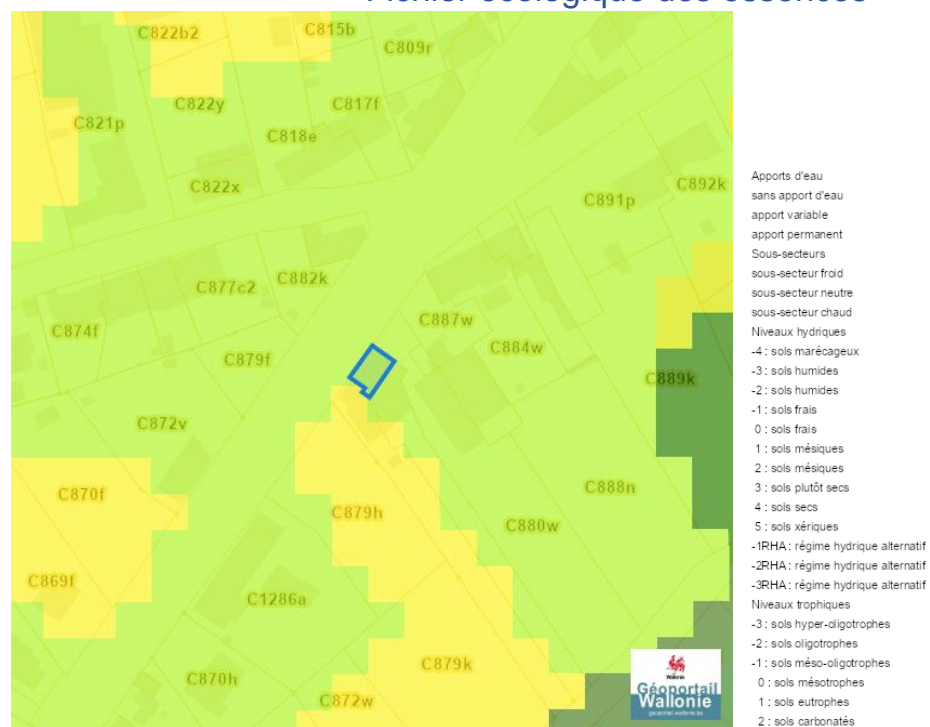 Fichier écologique des essences
C822b2
C815b
C809r
C822y
C817f
C821p
C818e
C822x
C892k
C891p
C877c2
C882k
C887w
C874f
C884w
C879f
C889k
C872v
C870f
C888n
C879h
C880w
C869f
C1286a
C879k
C870h
C872w
Wallonie
Géoportail
Wallonie
geoportail.wallonie.be
Apports d'eau
sans apport d'eau
apport variable
apport permanent
Sous-secteurs
sous-secteur froid
sous-secteur neutre
sous-secteur chaud
Niveaux hydriques
-4 : sols marécageux
-3 : sols humides
-2 : sols humides
-1 : sols frais
0 : sols frais
1 : sols mésiques
2 : sols mésiques
3 : sols plutôt secs
4 : sols secs
5 : sols xériques
-1RHA : régime hydrique alternatif
-2RHA : régime hydrique alternatif
-3RHA : régime hydrique alternatif
Niveaux trophiques
-3 : sols hyper-oligotrophes
-2 : sols oligotrophes
-1 : sols méso-oligotrophes
0 : sols mésotrophes
1 : sols eutrophes
2 : sols carbonatés